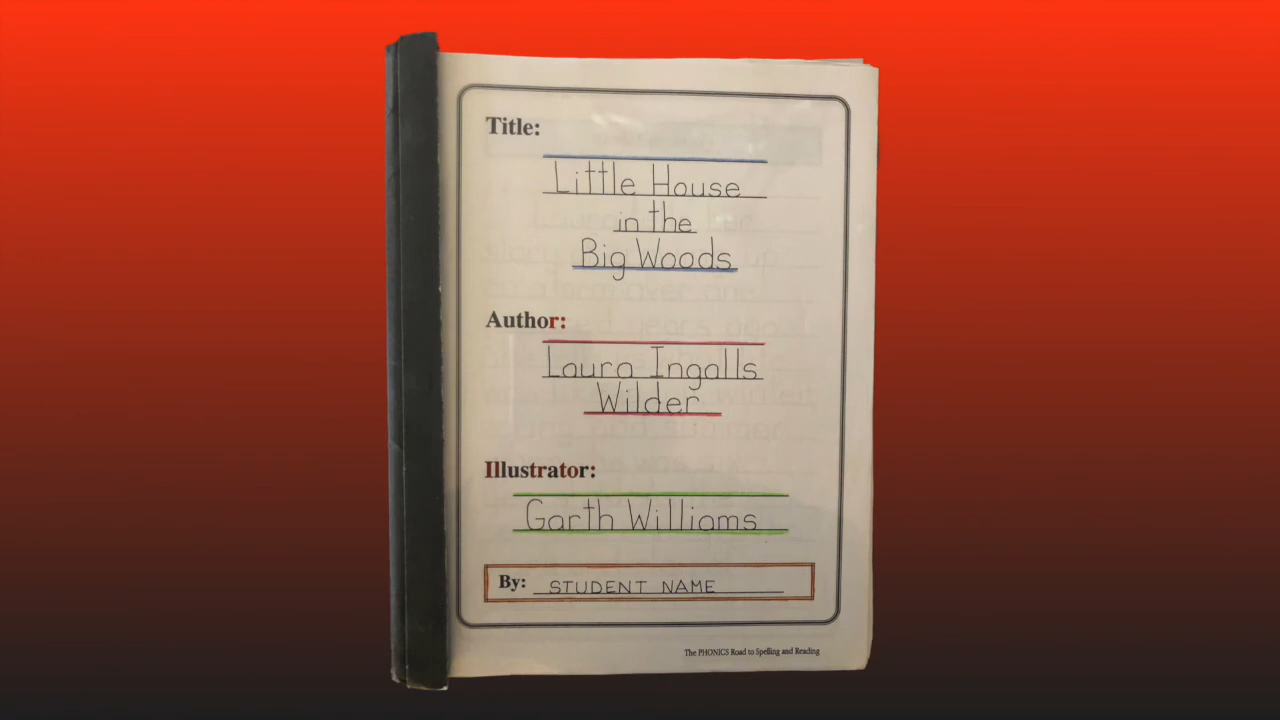 Title:
Little House
in the
Big Woods
Author:
Laura Ingalls
Wilder
Illustrator:
Garth Williams
By: STUDENT NAME
The PHONICS Road to Spelling and Reading